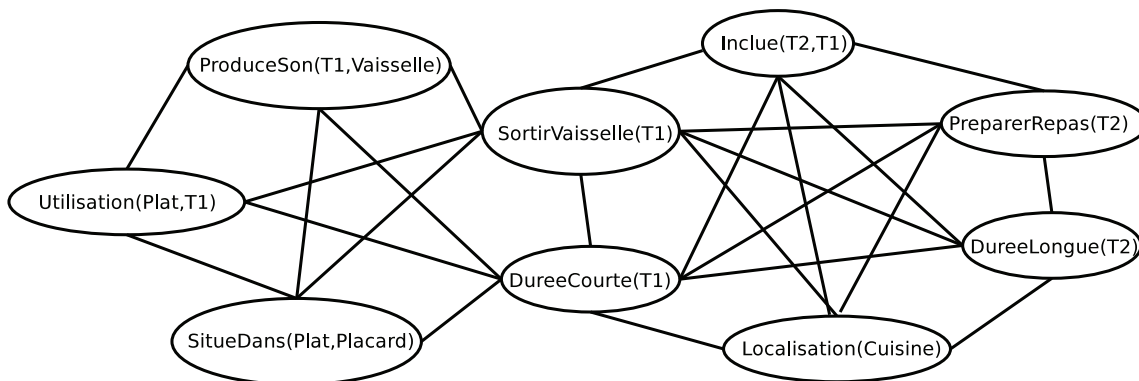 Inclue(T2,T1)
ProduceSon(T1,Vaisselle)
SortirVaisselle(T1)
PreparerRepas(T2)
Utilisation(Plat,T1)
DureeLongue(T2)
DureeCourte(T1)
SitueDans(Plat,Placard)
Localisation(Cuisine)